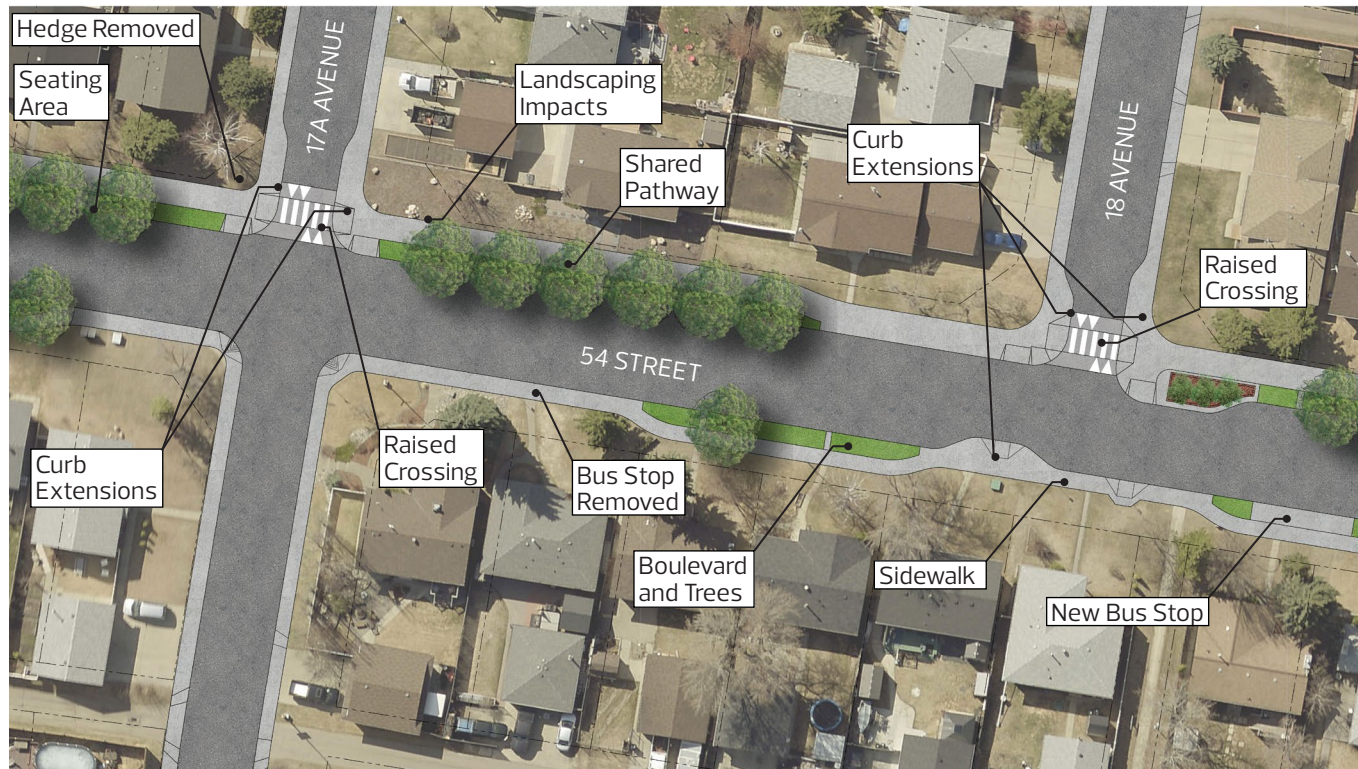 Hedge Removed
Seating
Area
17A AVENUE
Landscaping
Impacts
Shared
Pathway
Curb
Extensions
18 AVENUE
Raised
Crossing
54 STREET
Curb
Extensions
Raised
Crossing
Bus Stop
Removed
Boulevard
and Trees
Sidewalk
New Bus Stop